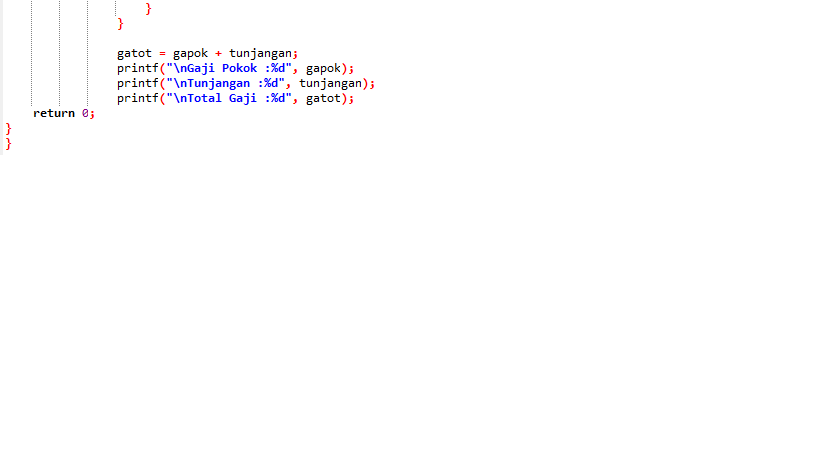 }
}
gatot = gapok + tunjangan;
printf("\nGaji Pokok :%d", gapok);
printf("\nTunjangan :%d", tunjangan);
printf("\nTotal Gaji :%d", gatot);
return 0;
}
}